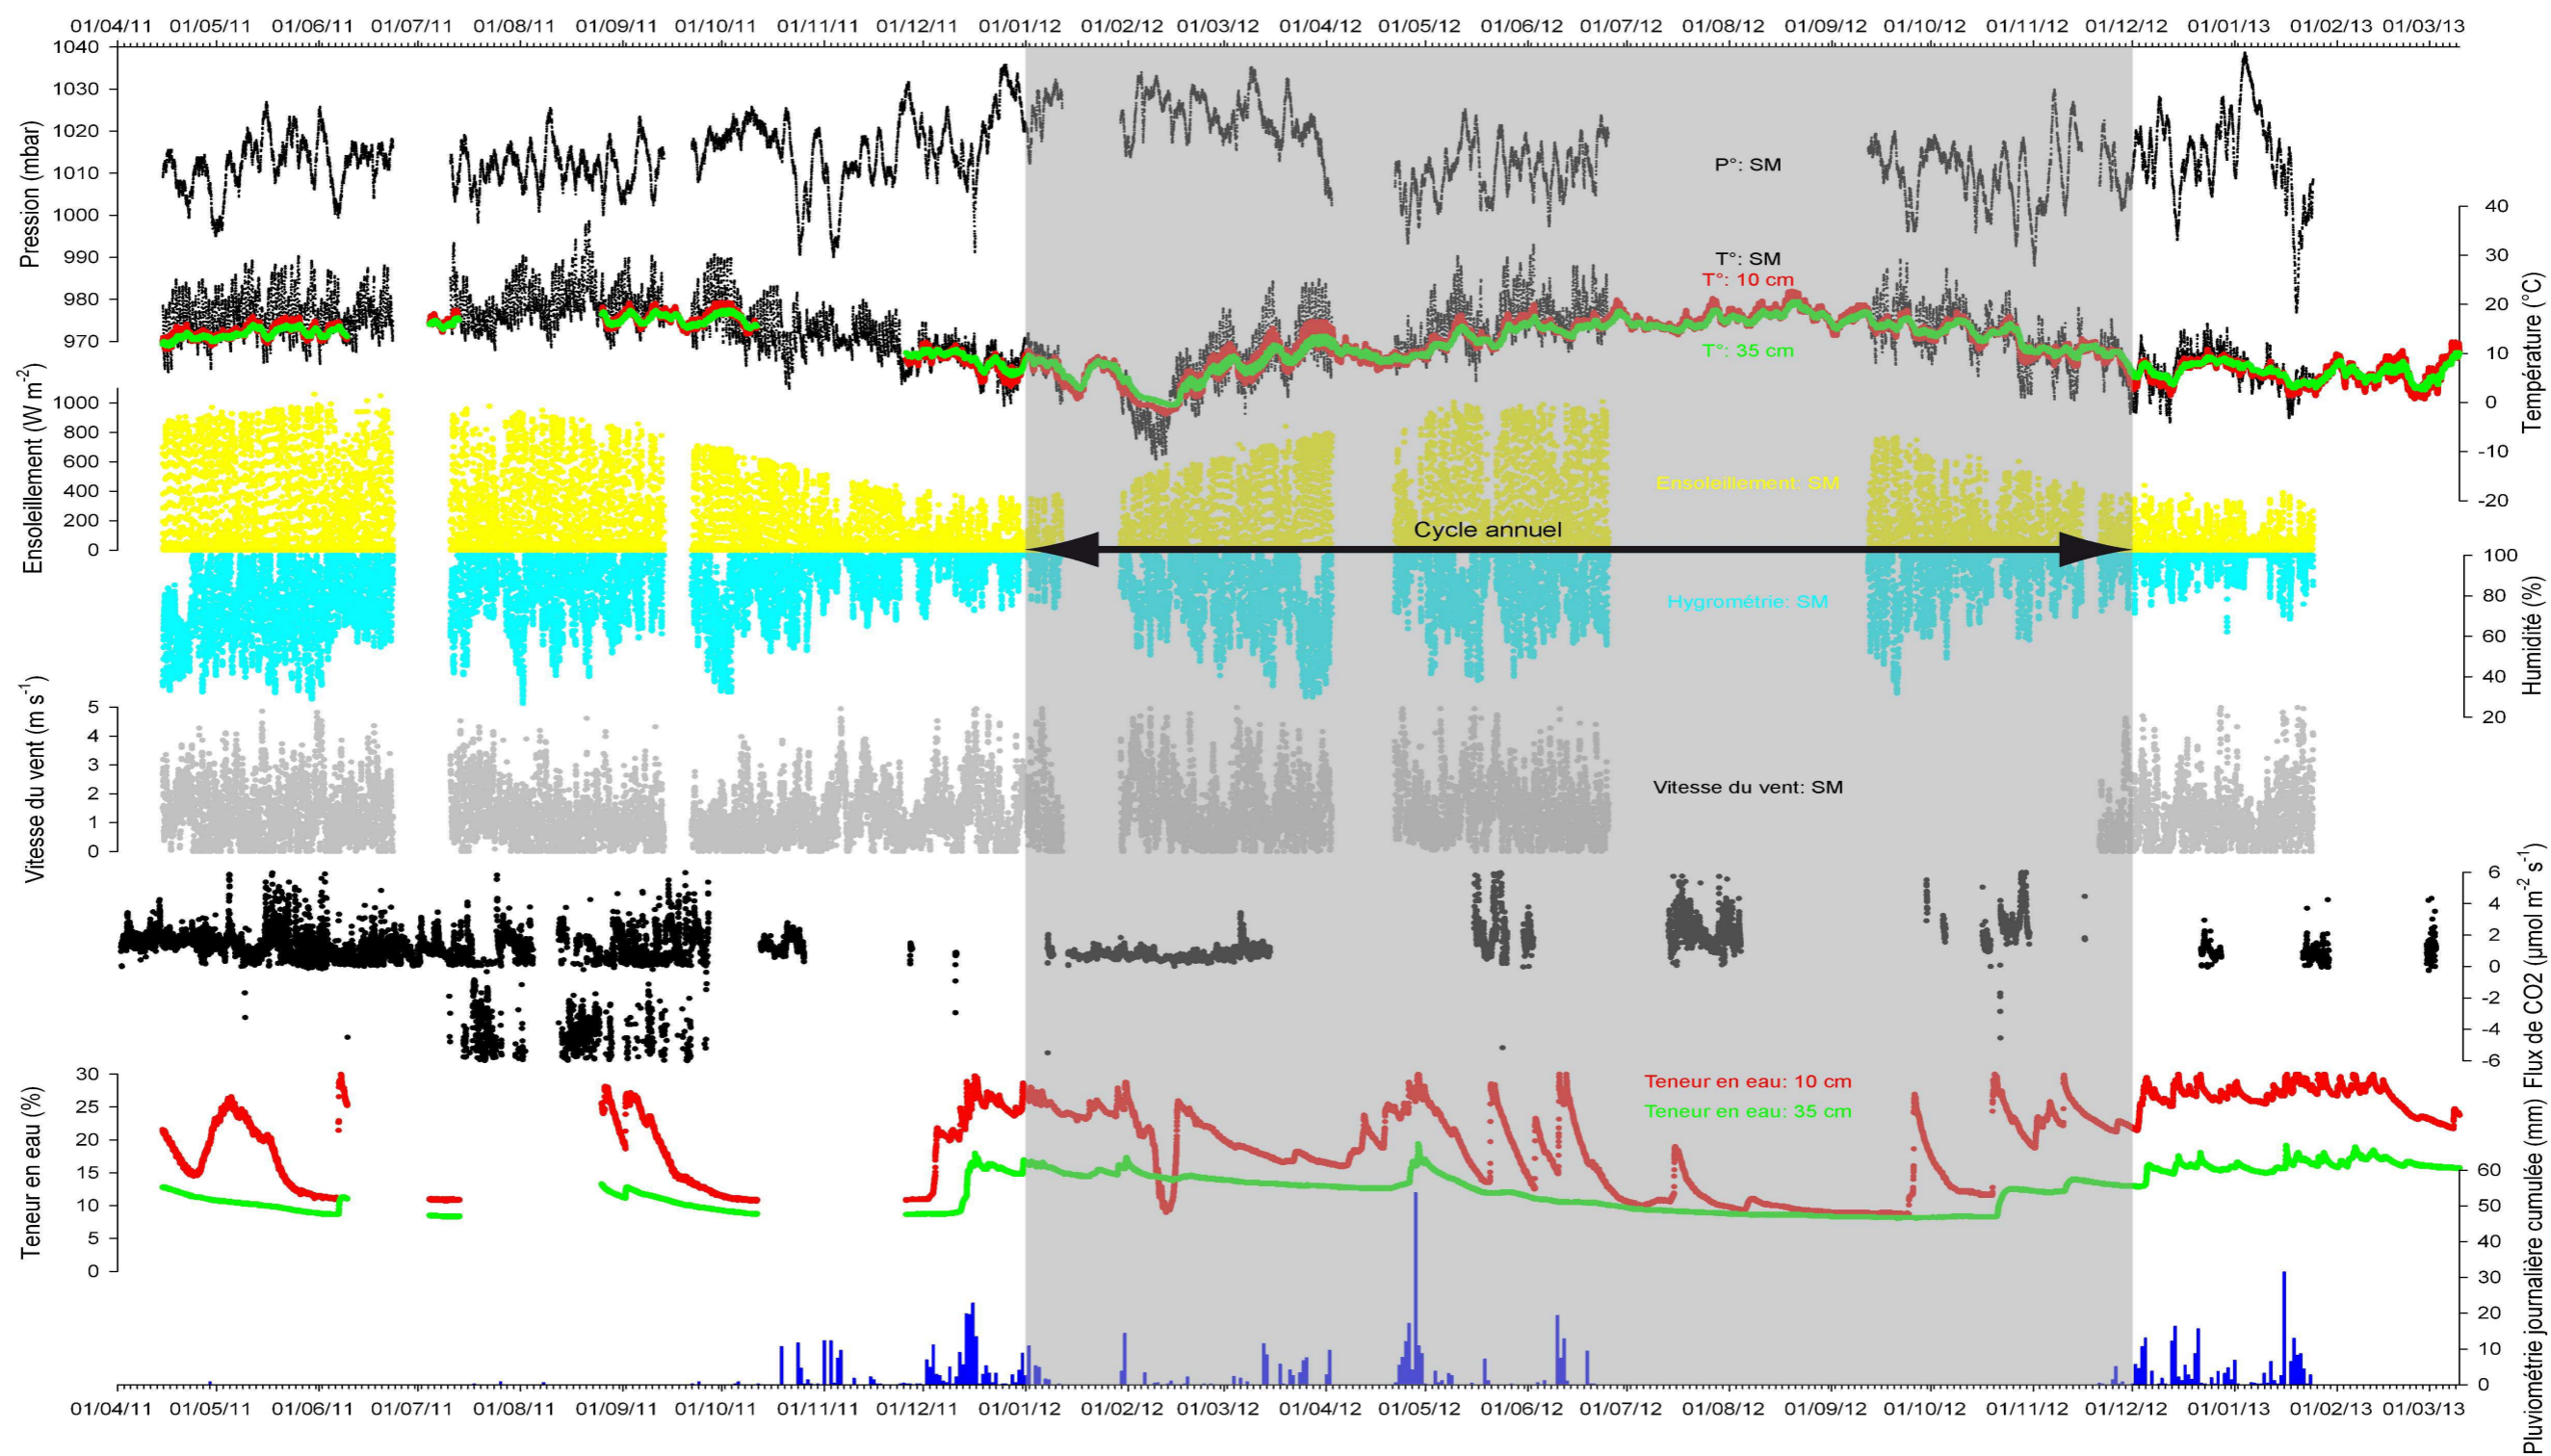 01/04/11 01/05/11 01/06/11 01/07/11 01/08/11 01/09/11 01/10/11 01/11/11 01/12/11 01/01/12 01/02/12 01/03/12 01/04/12 01/05/12 01/06/12 01/07/12 01/08/12 01/09/12 01/10/12 01/11/12 01/12/12 01/01/13 01/02/13 01/03/13
Pression (mbar)
1040
1030
1020
1010
1000
990
980
970
P°: SM
T°: SM
T°: 10 cm
T°: 35 cm
Température (°C)
40
30
20
10
0
-10
-20
Ensoleillement (W m-2)
1000
800
600
400
200
0
Ensoleillement: SM
Cycle annuel
Hygrométrie: SM
Humidité (%)
100
80
60
40
20
Vitesse du vent (m s-1)
5
4
3
2
1
0
Vitesse du vent: SM
Flux de CO2 (µmol m-2 s-1)
6
4
2
0
-2
-4
-6
Teneur en eau (%)
30
25
20
15
10
5
0
Teneur en eau: 10 cm
Teneur en eau: 35 cm
Pluviométrie journalière cumulée (mm)
60
50
40
30
20
10
0
01/04/11 01/05/11 01/06/11 01/07/11 01/08/11 01/09/11 01/10/11 01/11/11 01/12/11 01/01/12 01/02/12 01/03/12 01/04/12 01/05/12 01/06/12 01/07/12 01/08/12 01/09/12 01/10/12 01/11/12 01/12/12 01/01/13 01/02/13 01/03/13